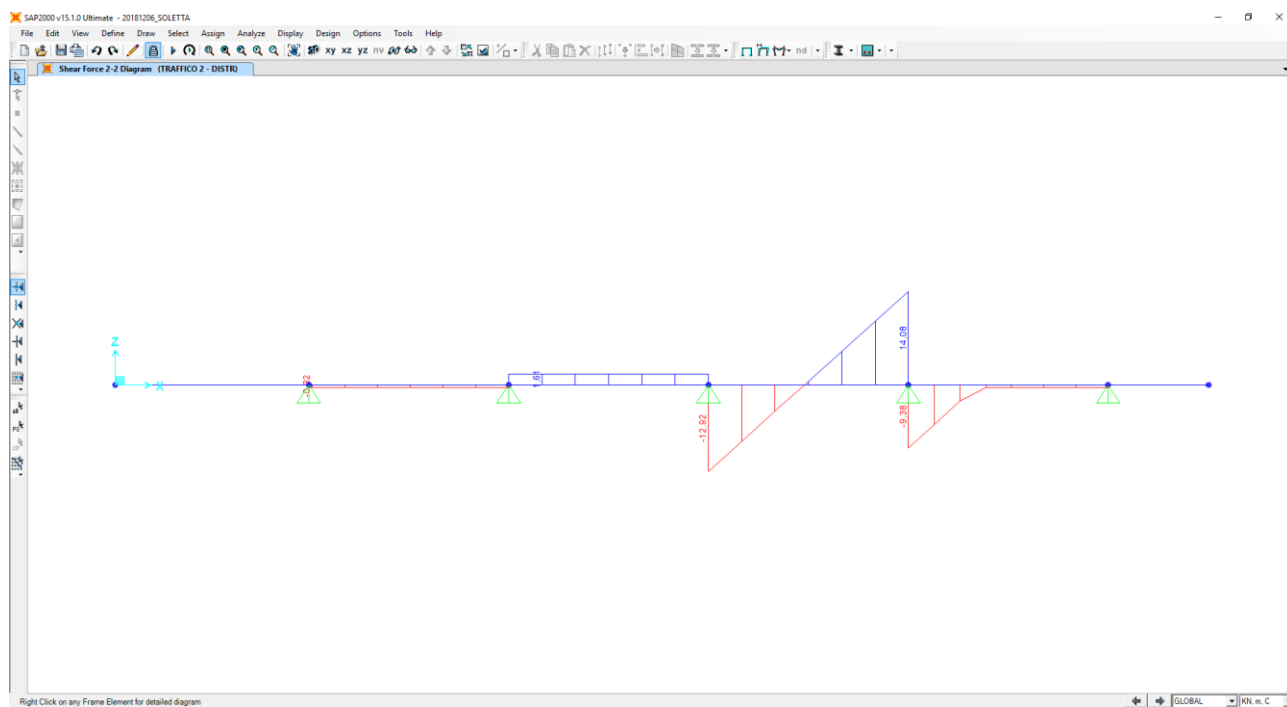 SAP2000 v15.1.0 Ultimate - 20181206_SOLETTA
File Edit View Define Draw Select Assign Analyze Display Design Options Tools Help
xy xz yz nv nd
Shear Force 2-2 Diagram (TRAFFICO 2 - DISTR)
Z
X
1.61
-12.92
14.08
-9.38
Right Click on any Frame Element for detailed diagram
GLOBAL
KN, m, C